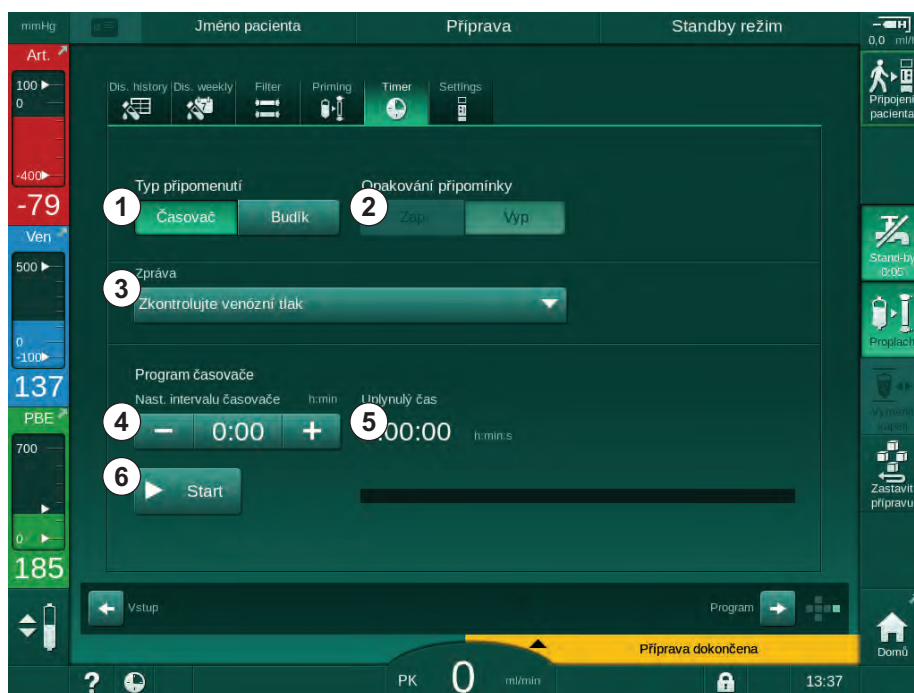 mmHg
Jméno pacienta
Příprava
Standby režim
0,0 ml/h
Art.
100
0
-400
-79
Ven
500
0
-100
137
PBE
700
0
185
Dis. history Dis. weekly Filter Priming Timer Settings
Typ připomenutí
Opakování připomínky
1
Časovač
Budík
2
Zap
Vyp
Zpráva
3
Zkontrolujte venózní tlak
Program časovače
Nast. intervalu časovače h:min
Uplynulý čas
4
− 0:00 +
5
:00:00 h:min:s
6
Start
Vstup
Program
Příprava dokončena
? PK 0 ml/min 13:37
Připojení
pacienta
Stand-by
0:05
Proplach
Zastavit
přípravu
Domů